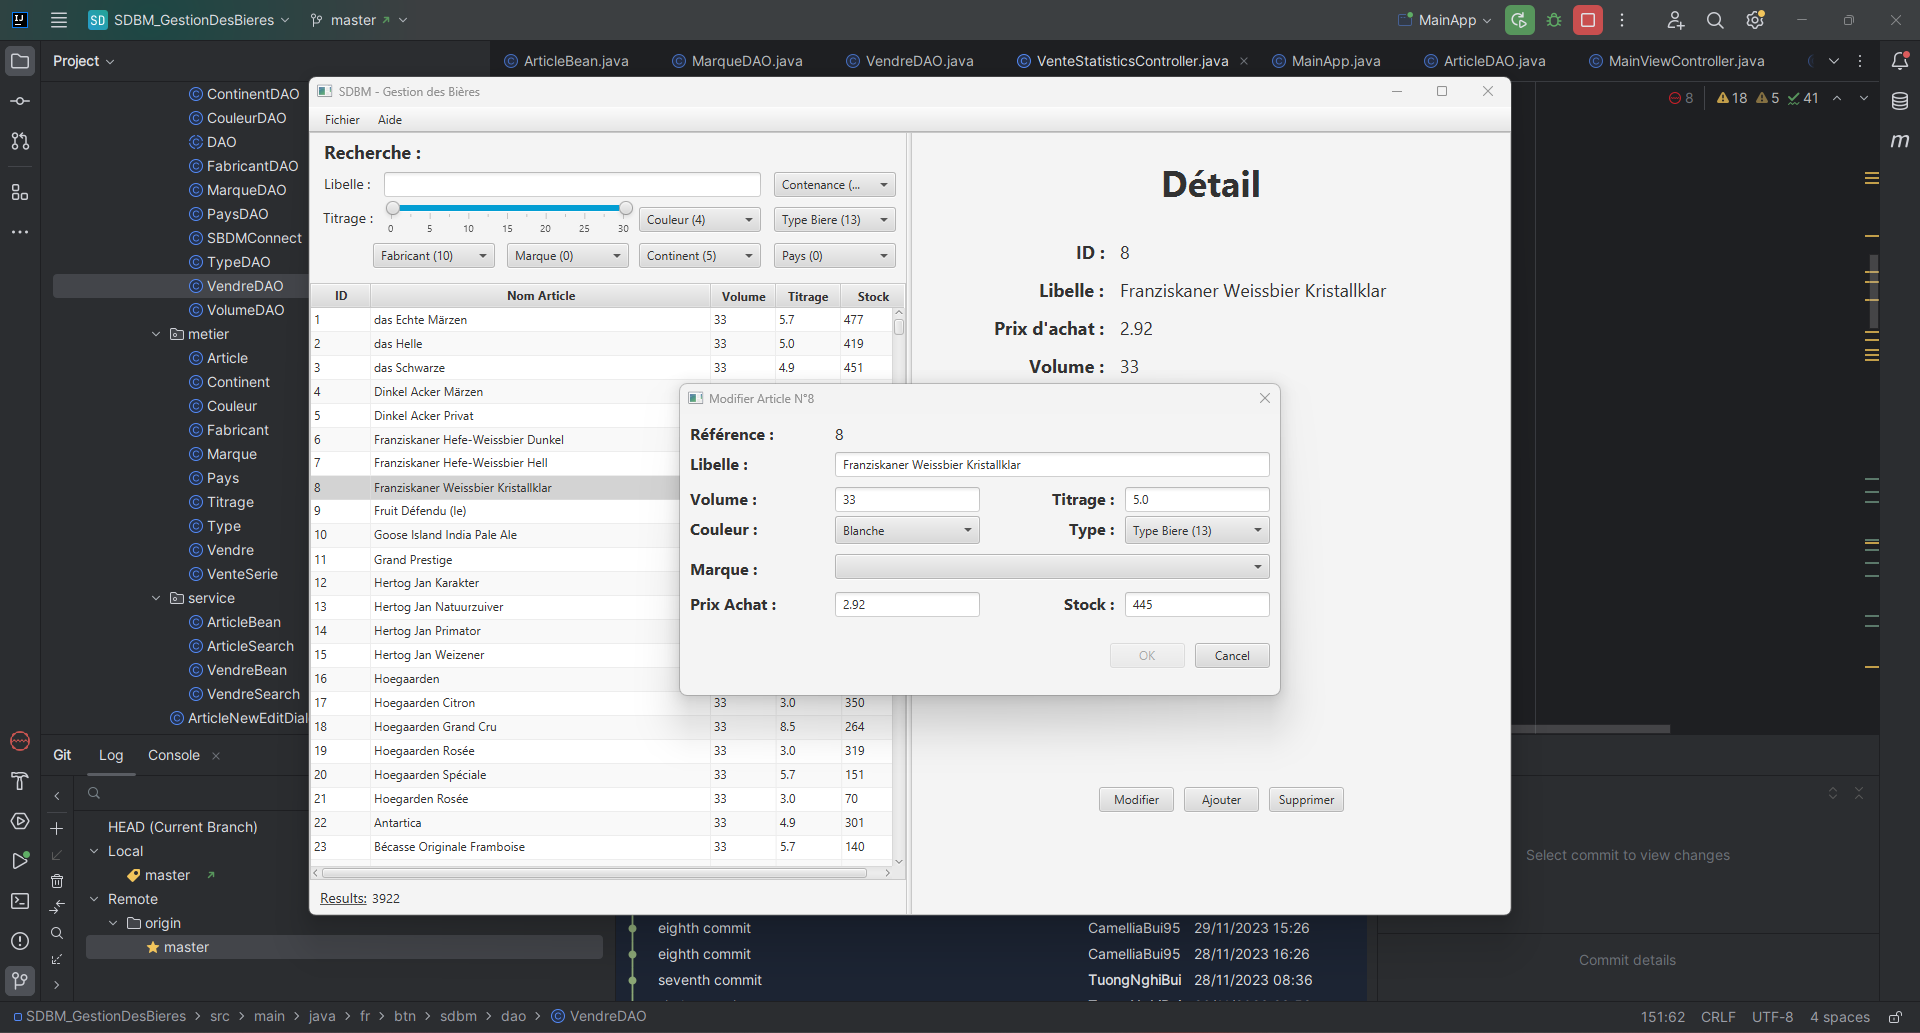 SD SDBM_GestionDesBieres master MainApp
Project
ArticleBean.java MarqueDAO.java VendreDAO.java VenteStatisticsController.java MainApp.java ArticleDAO.java MainViewController.java
8 18 5 41
ContinentDAO
CouleurDAO
DAO
FabricantDAO
MarqueDAO
PaysDAO
SBDMConnect
TypeDAO
VendreDAO
VolumeDAO
metier
Article
Continent
Couleur
Fabricant
Marque
Pays
Titrage
Type
Vendre
VenteSerie
service
ArticleBean
ArticleSearch
VendreBean
VendreSearch
ArticleNewEditDial
SDBM - Gestion des Bières
Fichier Aide
Recherche :
Libelle : Contenance (...
Titrage : 0 5 10 15 20 25 30 Couleur (4) Type Biere (13)
Fabricant (10) Marque (0) Continent (5) Pays (0)
ID Nom Article Volume Titrage Stock
1 das Echte Märzen 33 5.7 477
2 das Helle 33 5.0 419
3 das Schwarze 33 4.9 451
4 Dinkel Acker Märzen
5 Dinkel Acker Privat
6 Franziskaner Hefe-Weissbier Dunkel
7 Franziskaner Hefe-Weissbier Hell
8 Franziskaner Weissbier Kristallklar
9 Fruit Défendu (le)
10 Goose Island India Pale Ale
11 Grand Prestige
12 Hertog Jan Karakter
13 Hertog Jan Natuurzuiver
14 Hertog Jan Primator
15 Hertog Jan Weizener
16 Hoegaarden
17 Hoegaarden Citron 33 3.0 350
18 Hoegaarden Grand Cru 33 8.5 264
19 Hoegaarden Rosée 33 3.0 319
20 Hoegaarden Spéciale 33 5.7 151
21 Hoegarden Rosée 33 3.0 70
22 Antartica 33 4.9 301
23 Bécasse Originale Framboise 33 5.7 140
Results: 3922
Détail
ID : 8
Libelle : Franziskaner Weissbier Kristallklar
Prix d'achat : 2.92
Volume : 33
Modifier Ajouter Supprimer
Modifier Article N°8
Référence : 8
Libelle : Franziskaner Weissbier Kristallklar
Volume : 33 Titrage : 5.0
Couleur : Blanche Type : Type Biere (13)
Marque :
Prix Achat : 2.92 Stock : 445
OK Cancel
Git Log Console
HEAD (Current Branch)
Local
master
Remote
origin
master
eighth commit CamelliaBui95 29/11/2023 15:26
eighth commit CamelliaBui95 28/11/2023 16:26
seventh commit TuongNghiBui 28/11/2023 08:36
Select commit to view changes
Commit details
SDBM_GestionDesBieres > src > main > java > fr > btn > sdbm > dao > VendreDAO
151:62 CRLF UTF-8 4 spaces